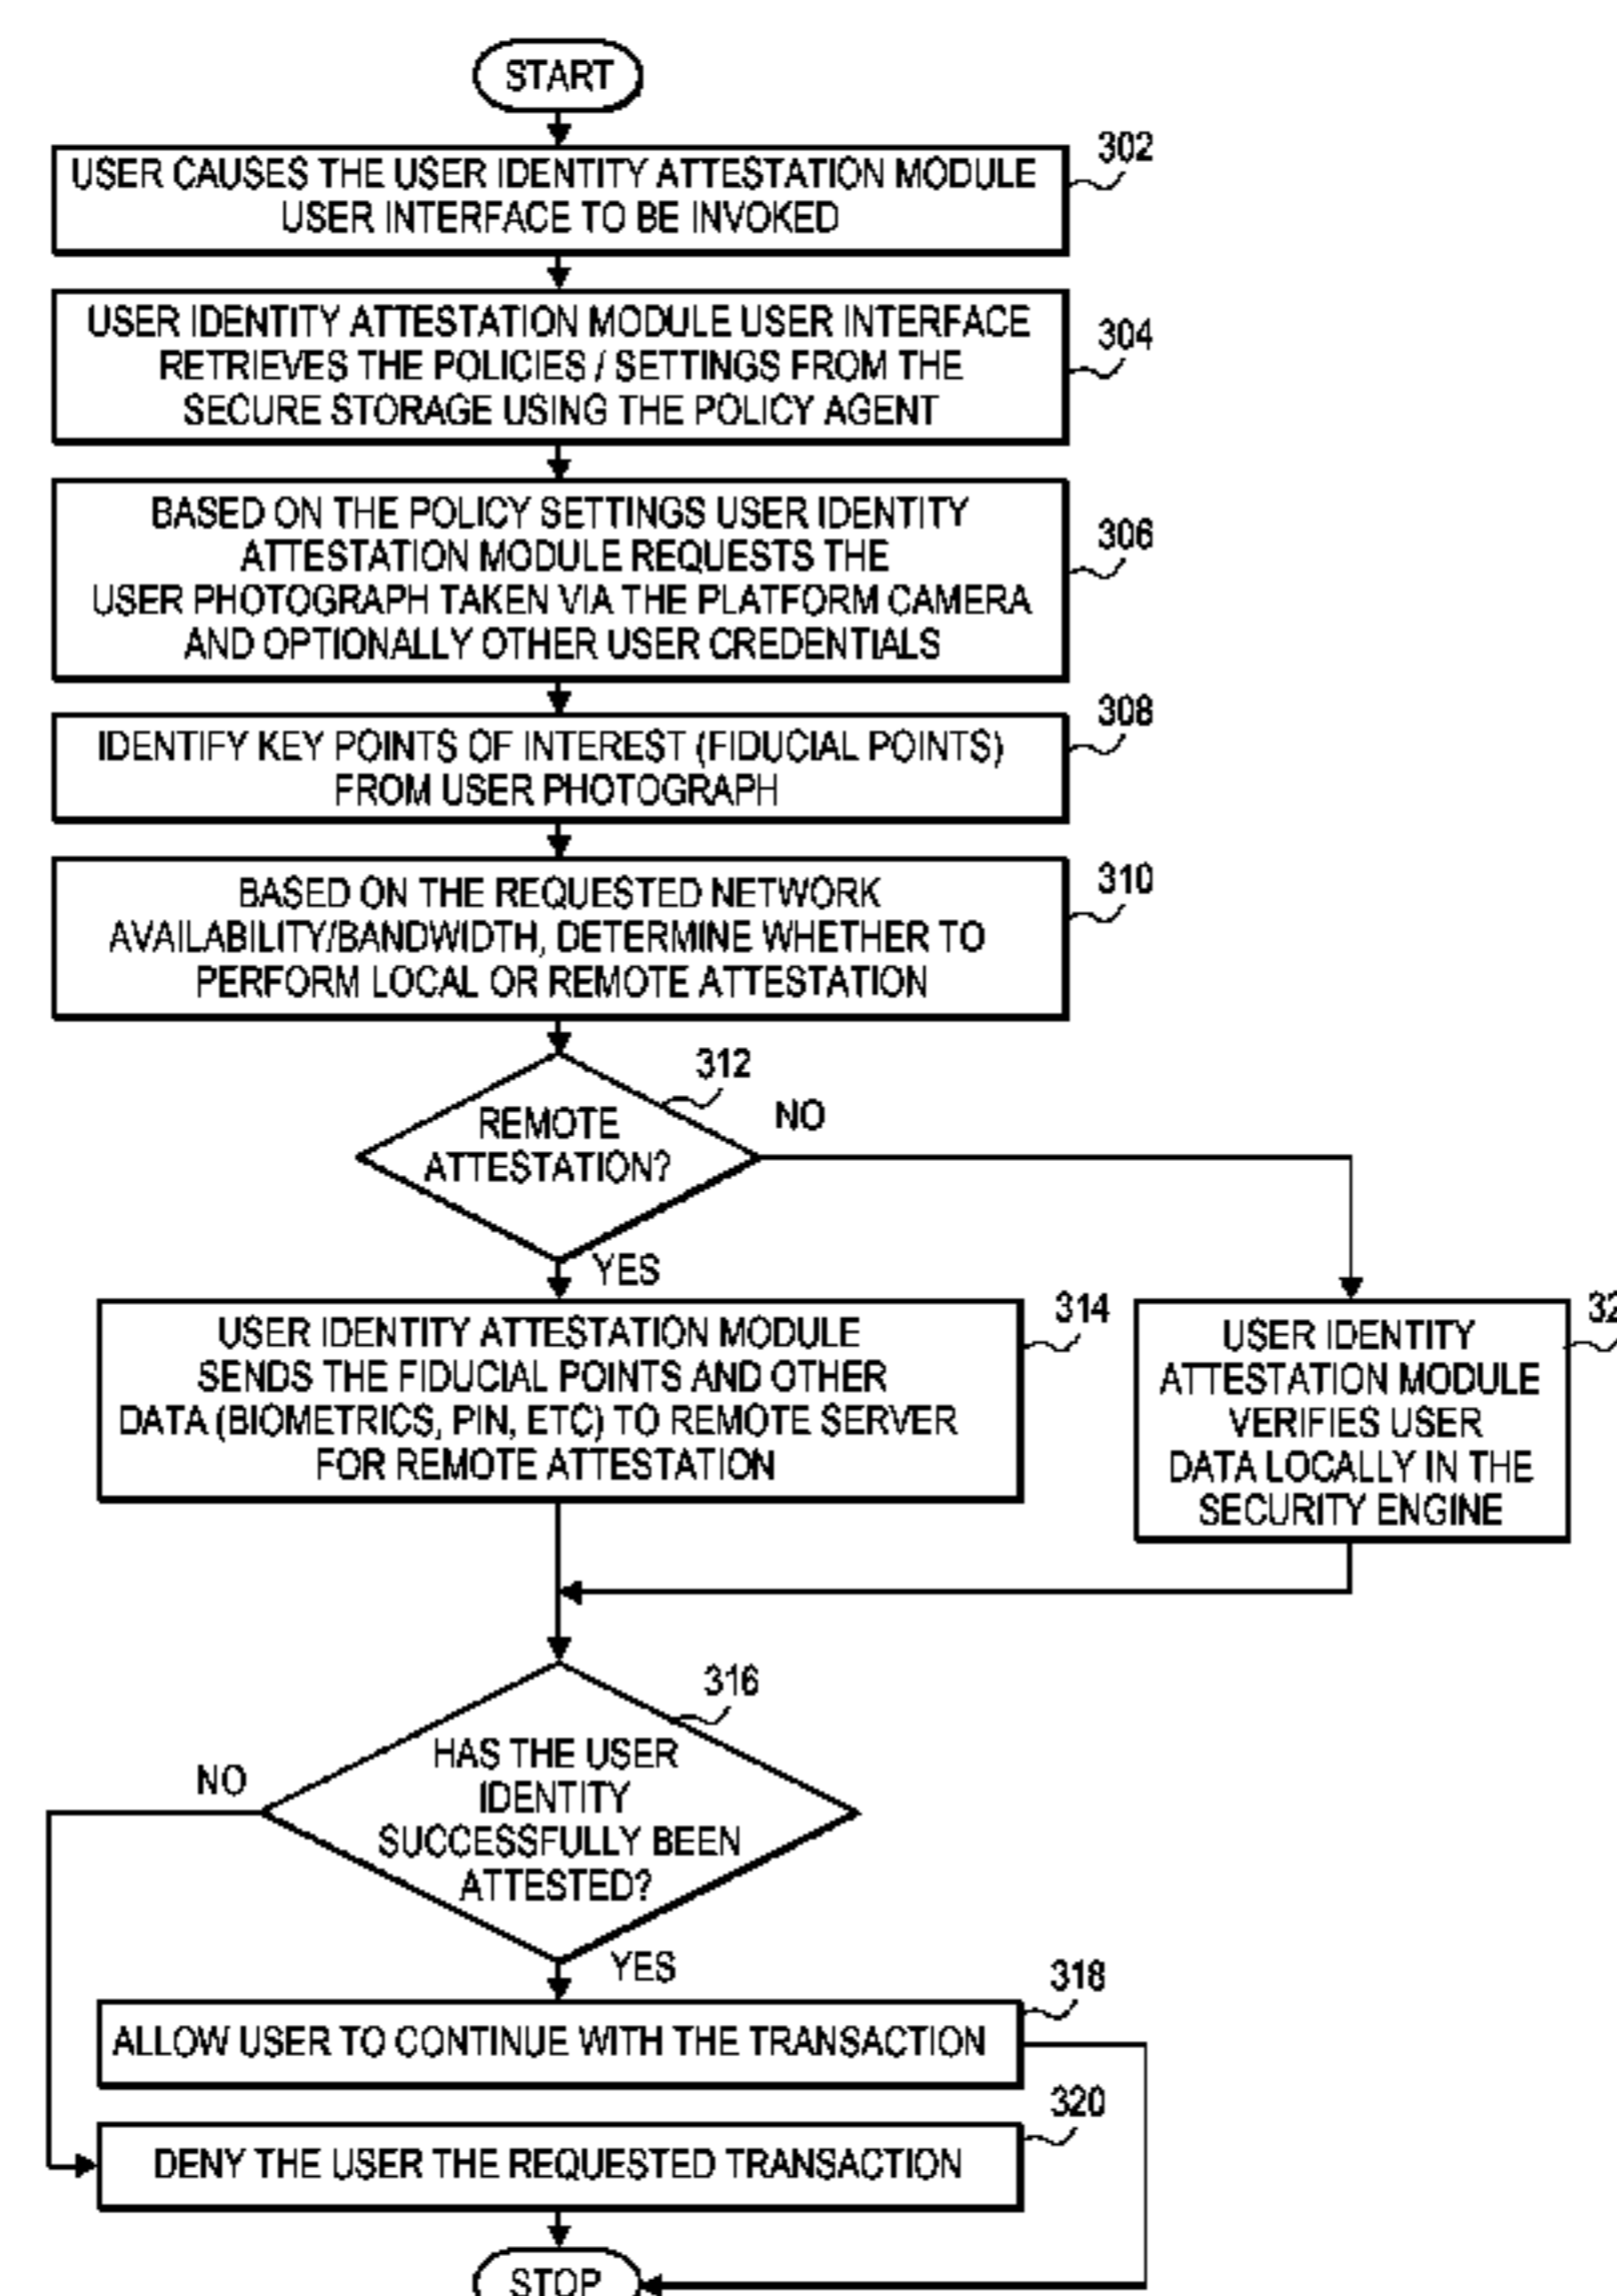 START
302
USER CAUSES THE USER IDENTITY ATTESTATION MODULE
USER INTERFACE TO BE INVOKED
304
USER IDENTITY ATTESTATION MODULE USER INTERFACE
RETRIEVES THE POLICIES / SETTINGS FROM THE
SECURE STORAGE USING THE POLICY AGENT
306
BASED ON THE POLICY SETTINGS USER IDENTITY
ATTESTATION MODULE REQUESTS THE
USER PHOTOGRAPH TAKEN VIA THE PLATFORM CAMERA
AND OPTIONALLY OTHER USER CREDENTIALS
308
IDENTIFY KEY POINTS OF INTEREST (FIDUCIAL POINTS)
FROM USER PHOTOGRAPH
310
BASED ON THE REQUESTED NETWORK
AVAILABILITY/BANDWIDTH, DETERMINE WHETHER TO
PERFORM LOCAL OR REMOTE ATTESTATION
312
REMOTE
ATTESTATION?
NO
YES
314
USER IDENTITY ATTESTATION MODULE
SENDS THE FIDUCIAL POINTS AND OTHER
DATA (BIOMETRICS, PIN, ETC) TO REMOTE SERVER
FOR REMOTE ATTESTATION
USER IDENTITY
ATTESTATION MODULE
VERIFIES USER
DATA LOCALLY IN THE
SECURITY ENGINE
316
HAS THE USER
IDENTITY
SUCCESSFULLY BEEN
ATTESTED?
NO
YES
318
ALLOW USER TO CONTINUE WITH THE TRANSACTION
320
DENY THE USER THE REQUESTED TRANSACTION
STOP